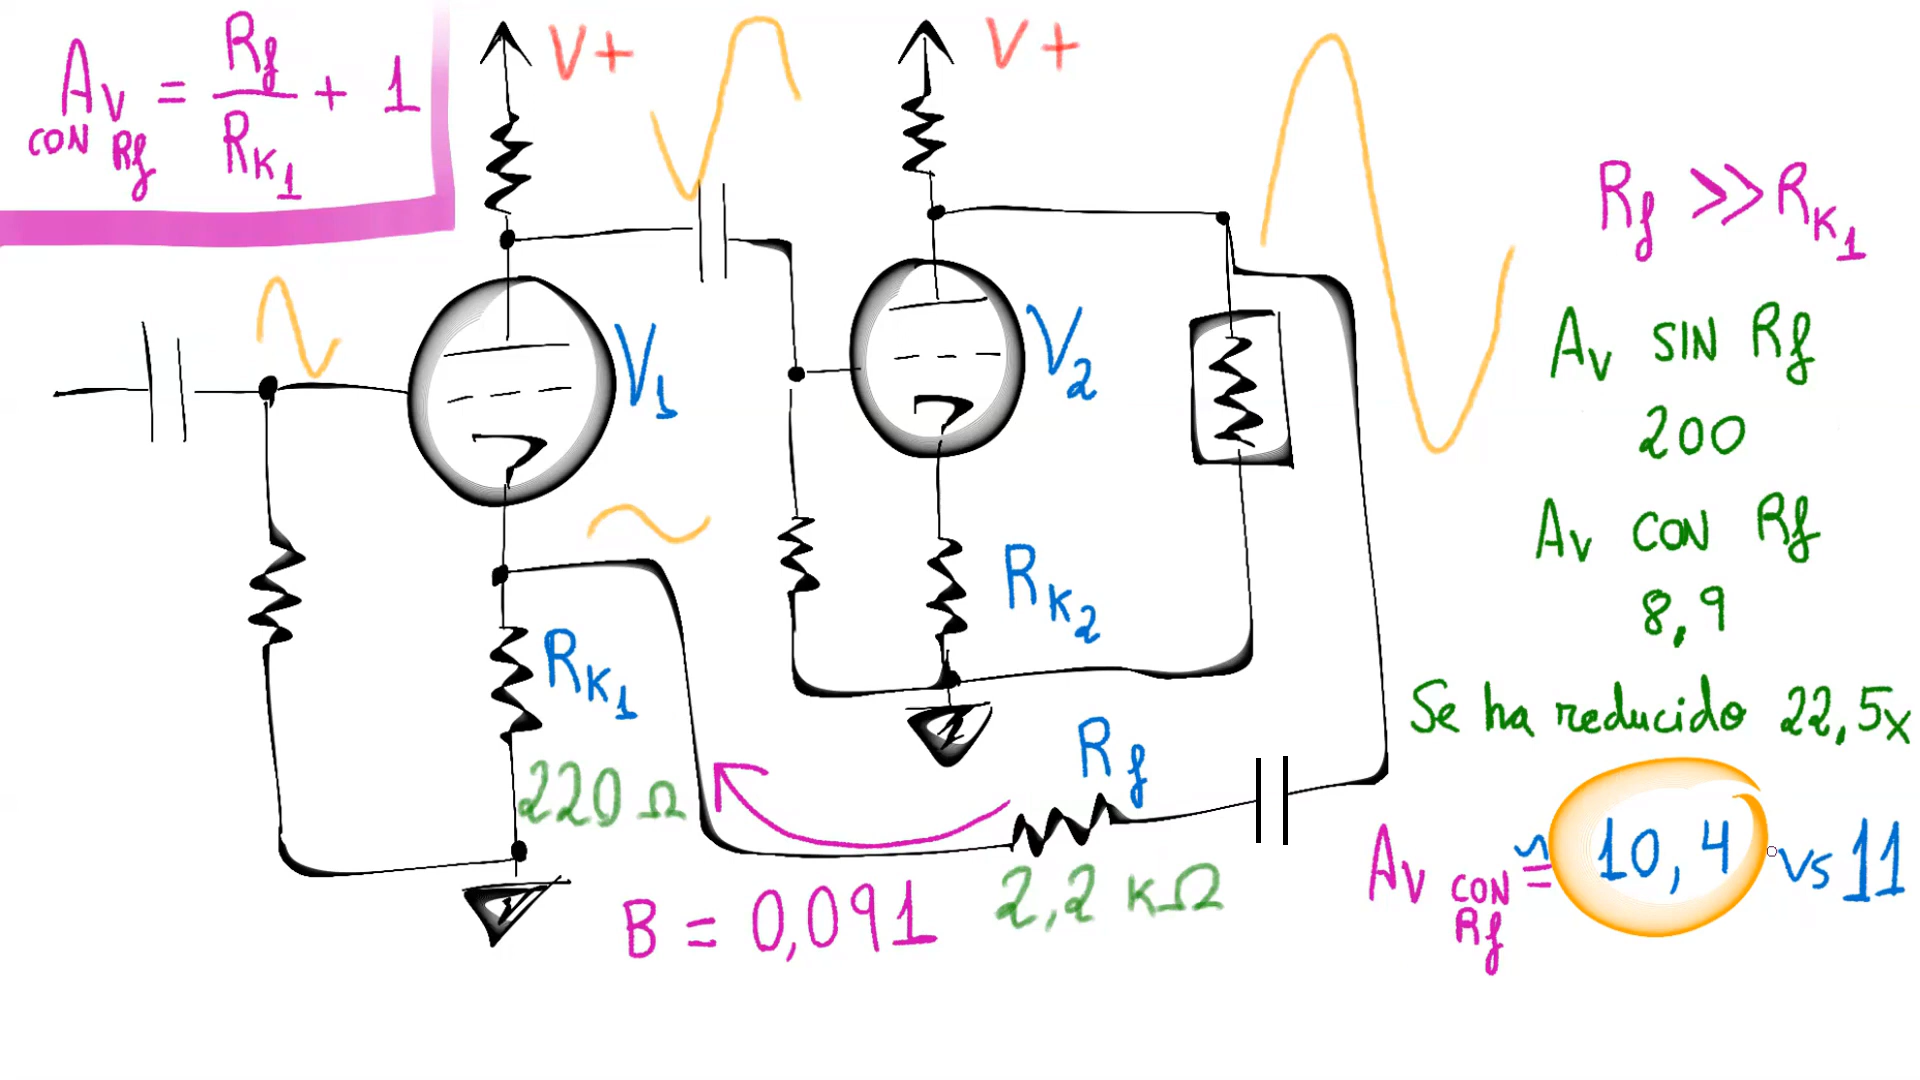 Av CON Rf = Rf / RK1 + 1
V+
V+
V1
V2
RK1
220 Ω
RK2
Rf
2,2 KΩ
B = 0,091
Rf >> RK1
Av SIN Rf
200
Av CON Rf
8,9
Se ha reducido 22,5x
Av CON Rf ≅ 10,4 vs 11